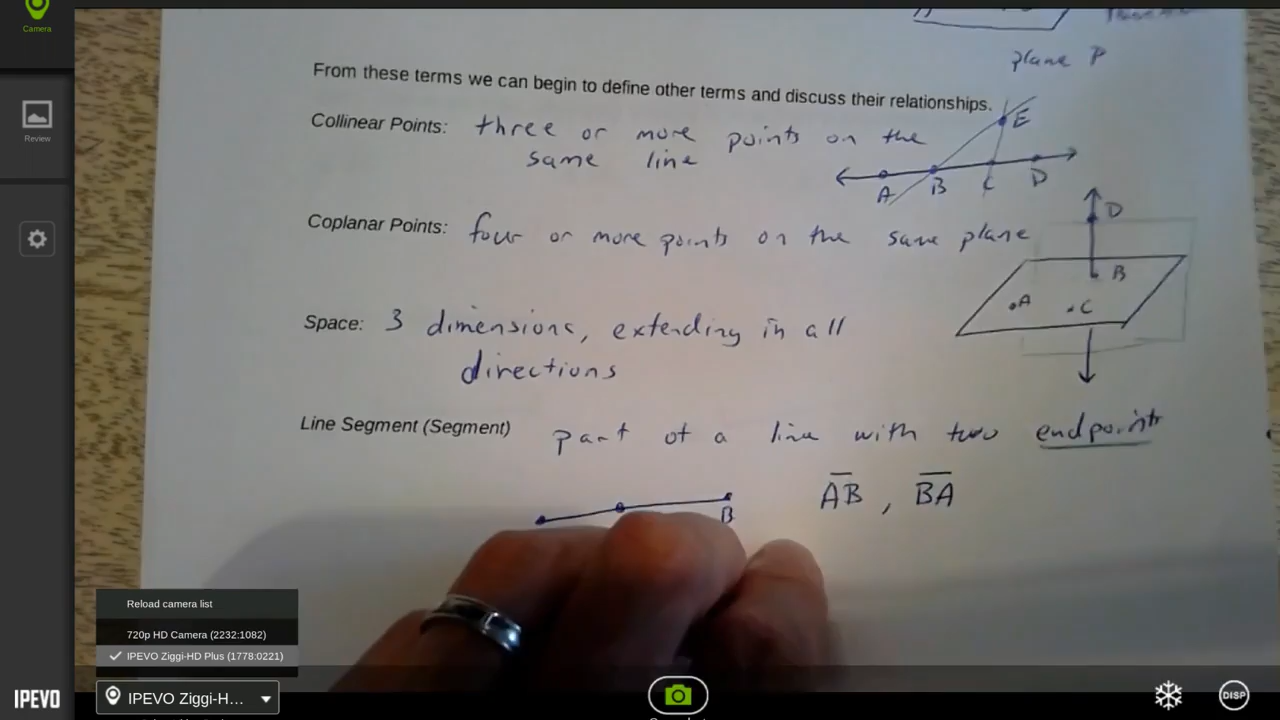 Camera
Review
plane P
From these terms we can begin to define other terms and discuss their relationships.
Collinear Points: three or more points on the
same line
E
A B C D
Coplanar Points: four or more points on the same plane
D
B
A C
Space: 3 dimensions, extending in all
directions
Line Segment (Segment) part of a line with two endpoints
B
A̅B̅ , B̅A̅
Reload camera list
720p HD Camera (2232:1082)
IPEVO Ziggi-HD Plus (1778:0221)
IPEVO
IPEVO Ziggi-H...
DISP